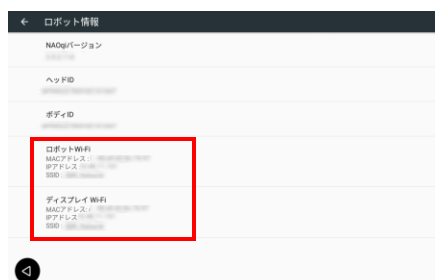 ロボット情報
NAOqiバージョン
ヘッドID
ボディID
ロボットWi-Fi
MACアドレス :
IPアドレス
SSID :
ディスプレイ Wi-Fi
MACアドレス:
IPアドレス
SSID :